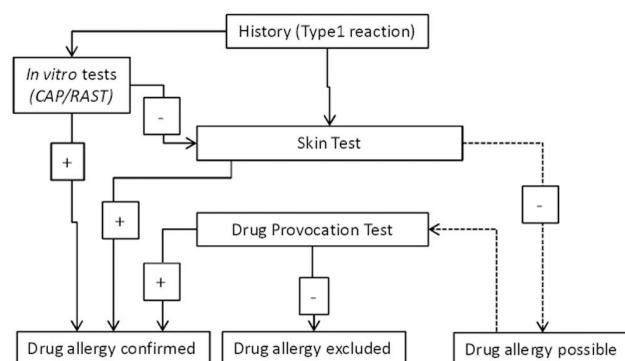 History (Type1 reaction)
In vitro tests
(CAP/RAST)
-
Skin Test
+
+
-
Drug Provocation Test
+
-
Drug allergy confirmed
Drug allergy excluded
Drug allergy possible